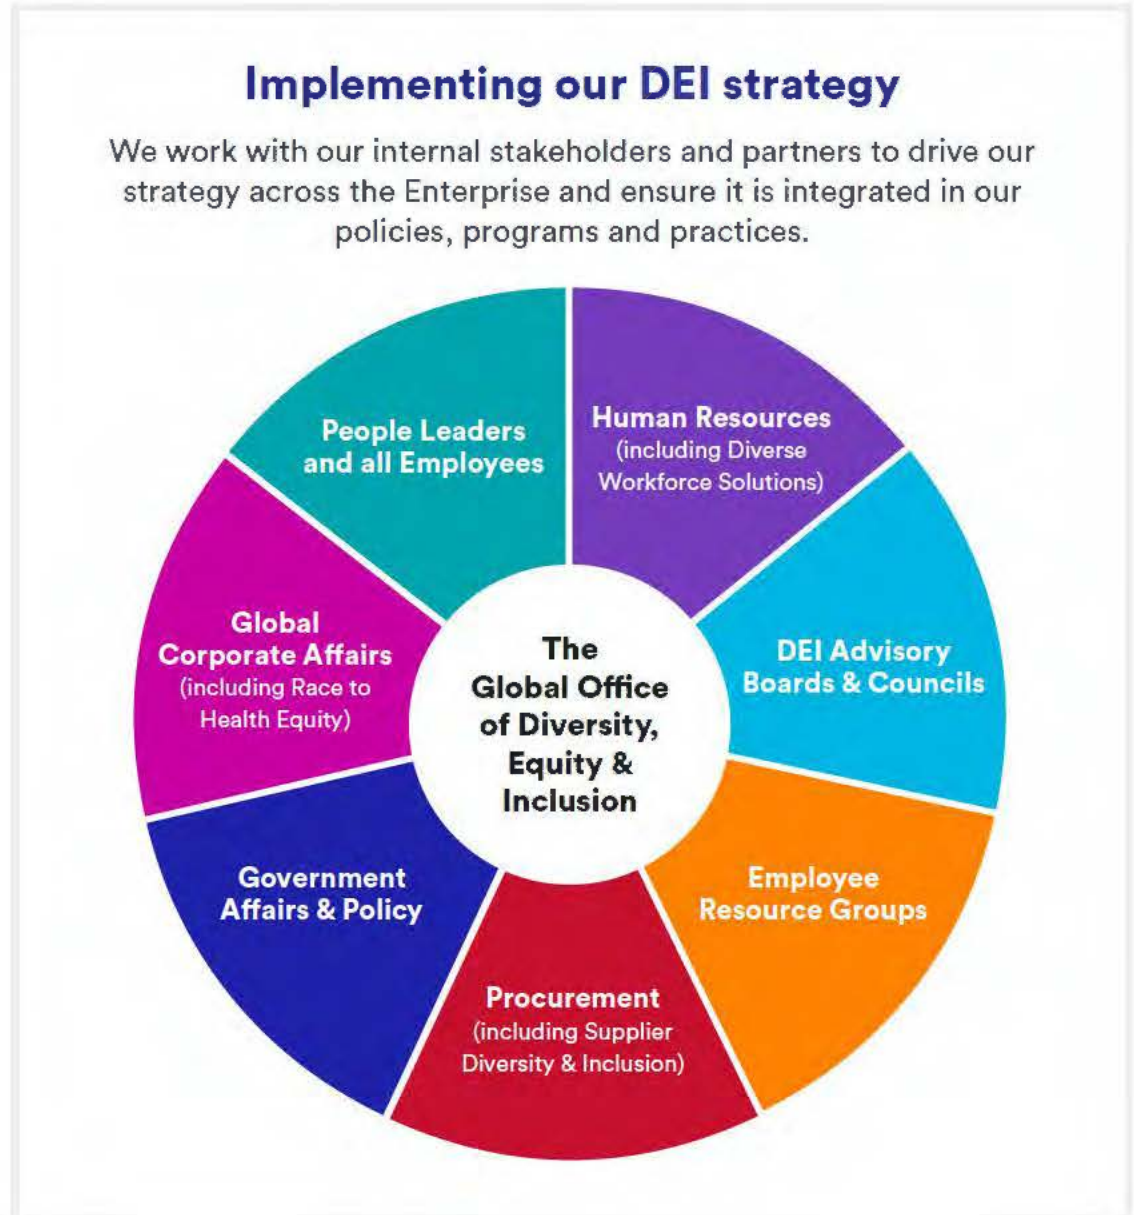 Implementing our DEI strategy
We work with our internal stakeholders and partners to drive our
strategy across the Enterprise and ensure it is integrated in our
policies, programs and practices.
People Leaders
and all Employees
Human Resources
(including Diverse
Workforce Solutions)
Global
Corporate Affairs
(including Race to
Health Equity)
The
Global Office
of Diversity,
Equity &
Inclusion
DEI Advisory
Boards & Councils
Government
Affairs & Policy
Employee
Resource Groups
Procurement
(including Supplier
Diversity & Inclusion)